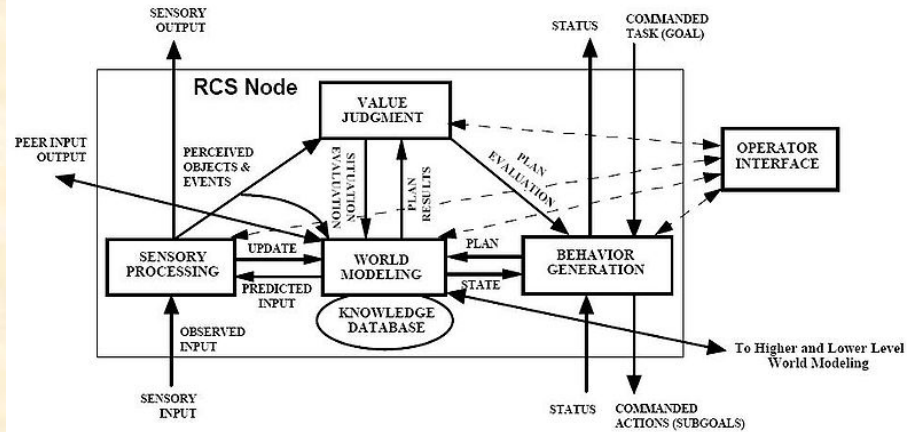 SENSORY
OUTPUT
STATUS
COMMANDED
TASK (GOAL)
RCS Node
VALUE
JUDGMENT
PEER INPUT
OUTPUT
PERCEIVED
OBJECTS &
EVENTS
SITUATION
EVALUATION
PLAN
RESULTS
PLAN
EVALUATION
OPERATOR
INTERFACE
SENSORY
PROCESSING
UPDATE
PREDICTED
INPUT
WORLD
MODELING
PLAN
STATE
BEHAVIOR
GENERATION
KNOWLEDGE
DATABASE
OBSERVED
INPUT
To Higher and Lower Level
World Modeling
SENSORY
INPUT
STATUS
COMMANDED
ACTIONS (SUBGOALS)